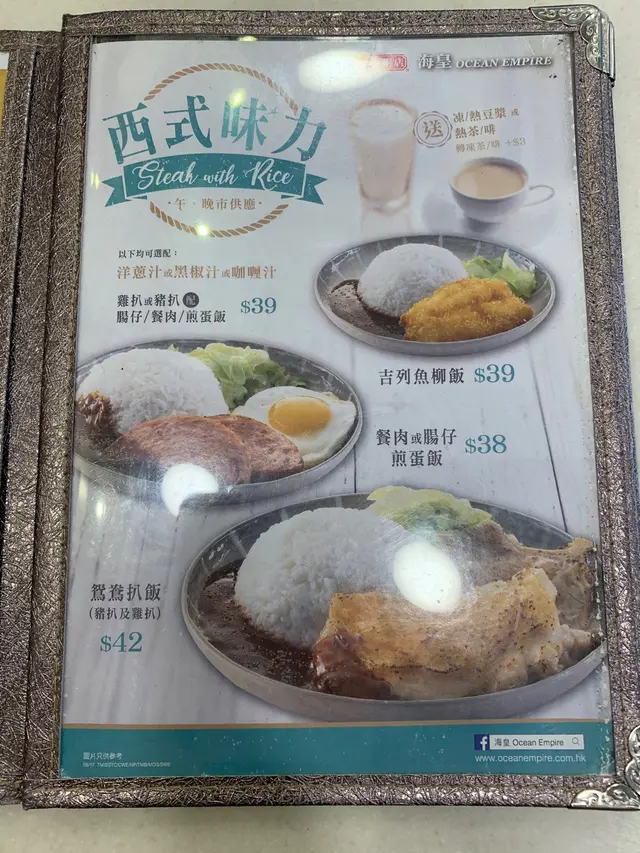 海皇 OCEAN EMPIRE
西式味力
Steak with Rice
·午·晚市供應·
送
凍/熱豆漿 或
熱茶/啡
轉凍茶/啡 +$3
以下均可選配：
洋蔥汁或黑椒汁或咖喱汁
雞扒或豬扒 配
腸仔/餐肉/煎蛋飯 $39
吉列魚柳飯 $39
餐肉或腸仔
煎蛋飯 $38
鴛鴦扒飯
(豬扒及雞扒)
$42
圖片只供參考
海皇 Ocean Empire
www.oceanempire.com.hk